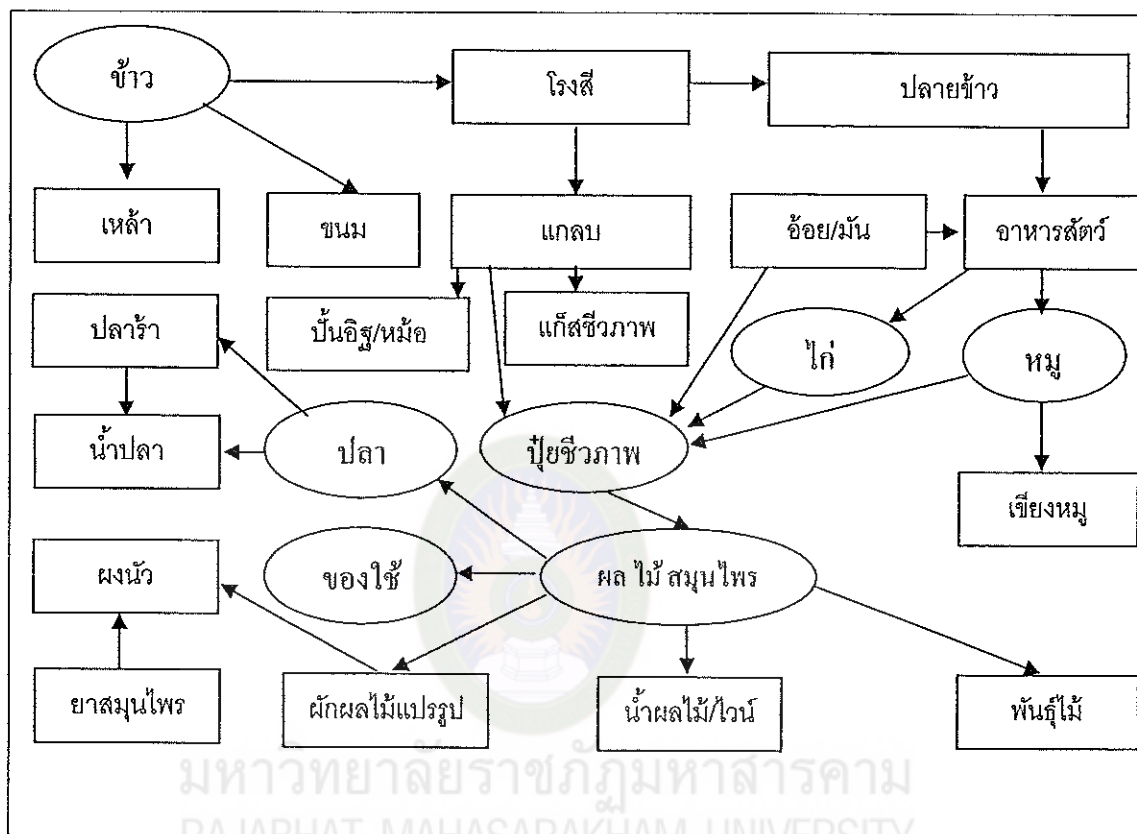 ข้าว
โรงสี
ปลายข้าว
เหล้า
ขนม
แกลบ
อ้อย/มัน
อาหารสัตว์
ปลาร้า
ปั้นอิฐ/หม้อ
แก็สชีวภาพ
ไก่
หมู
น้ำปลา
ปลา
ปุ๋ยชีวภาพ
เขียงหมู
ผงนัว
ของใช้
ผล ไม้ สมุนไพร
ยาสมุนไพร
ผักผลไม้แปรรูป
น้ำผลไม้/ไวน์
พันธุ์ไม้
มหาวิทยาลัยราชภัฏมหาสารคาม
RAJABHAT MAHASARAKHAM UNIVERSITY